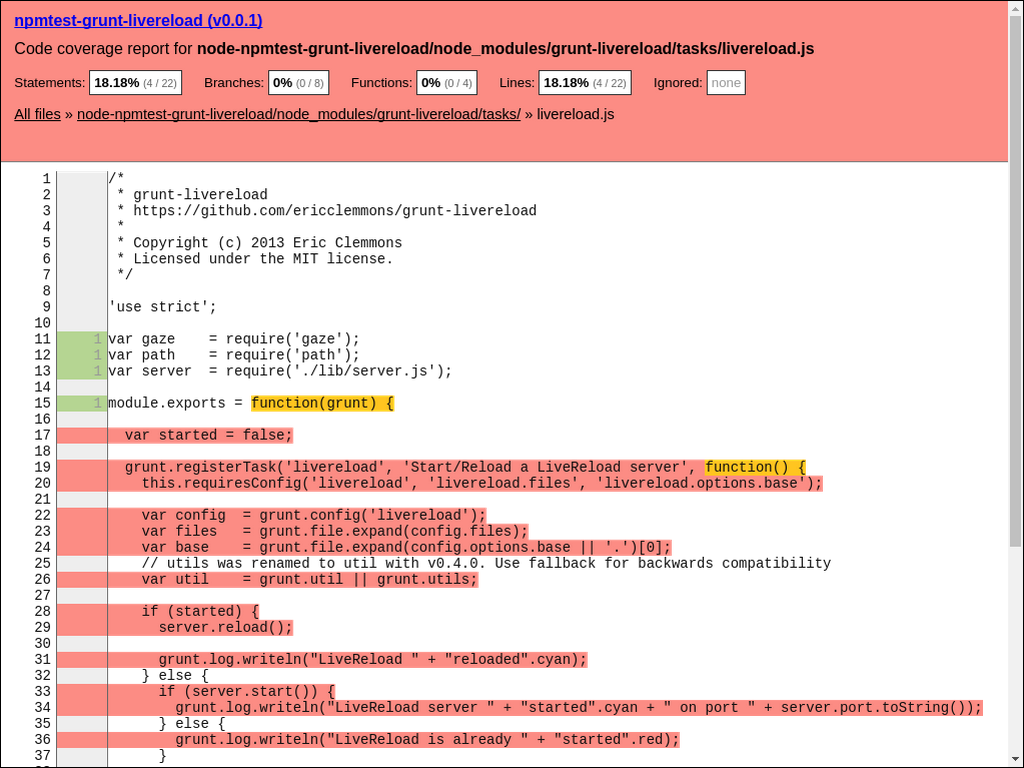 npmtest-grunt-livereload (v0.0.1)
Code coverage report for node-npmtest-grunt-livereload/node_modules/grunt-livereload/tasks/livereload.js
Statements: 18.18% (4 / 22) Branches: 0% (0 / 8) Functions: 0% (0 / 4) Lines: 18.18% (4 / 22) Ignored: none
All files » node-npmtest-grunt-livereload/node_modules/grunt-livereload/tasks/ » livereload.js
1 /*
2 * grunt-livereload
3 * https://github.com/ericclemmons/grunt-livereload
4 *
5 * Copyright (c) 2013 Eric Clemmons
6 * Licensed under the MIT license.
7 */
8
9 'use strict';
10
11 1 var gaze    = require('gaze');
12 1 var path    = require('path');
13 1 var server  = require('./lib/server.js');
14
15 1 module.exports = function(grunt) {
16
17   var started = false;
18
19   grunt.registerTask('livereload', 'Start/Reload a LiveReload server', function() {
20     this.requiresConfig('livereload', 'livereload.files', 'livereload.options.base');
21
22     var config  = grunt.config('livereload');
23     var files   = grunt.file.expand(config.files);
24     var base    = grunt.file.expand(config.options.base || '.')[0];
25     // utils was renamed to util with v0.4.0. Use fallback for backwards compatibility
26     var util    = grunt.util || grunt.utils;
27
28     if (started) {
29       server.reload();
30
31       grunt.log.writeln("LiveReload " + "reloaded".cyan);
32     } else {
33       if (server.start()) {
34         grunt.log.writeln("LiveReload server " + "started".cyan + " on port " + server.port.toString());
35       } else {
36         grunt.log.writeln("LiveReload is already " + "started".red);
37       }